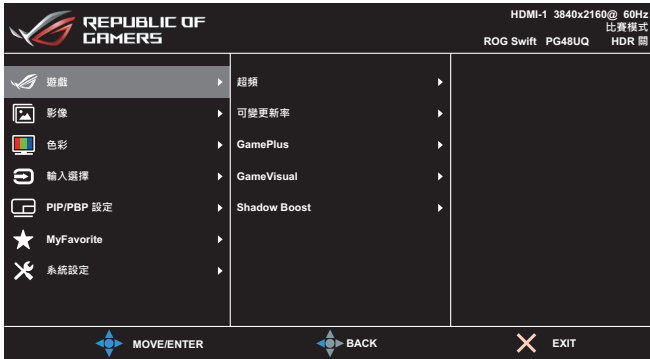 REPUBLIC OF
GAMERS
HDMI-1 3840x2160@ 60Hz
比賽模式
ROG Swift PG48UQ HDR 關
遊戲
影像
色彩
輸入選擇
PIP/PBP 設定
MyFavorite
系統設定
超頻
可變更新率
GamePlus
GameVisual
Shadow Boost
MOVE/ENTER
BACK
EXIT